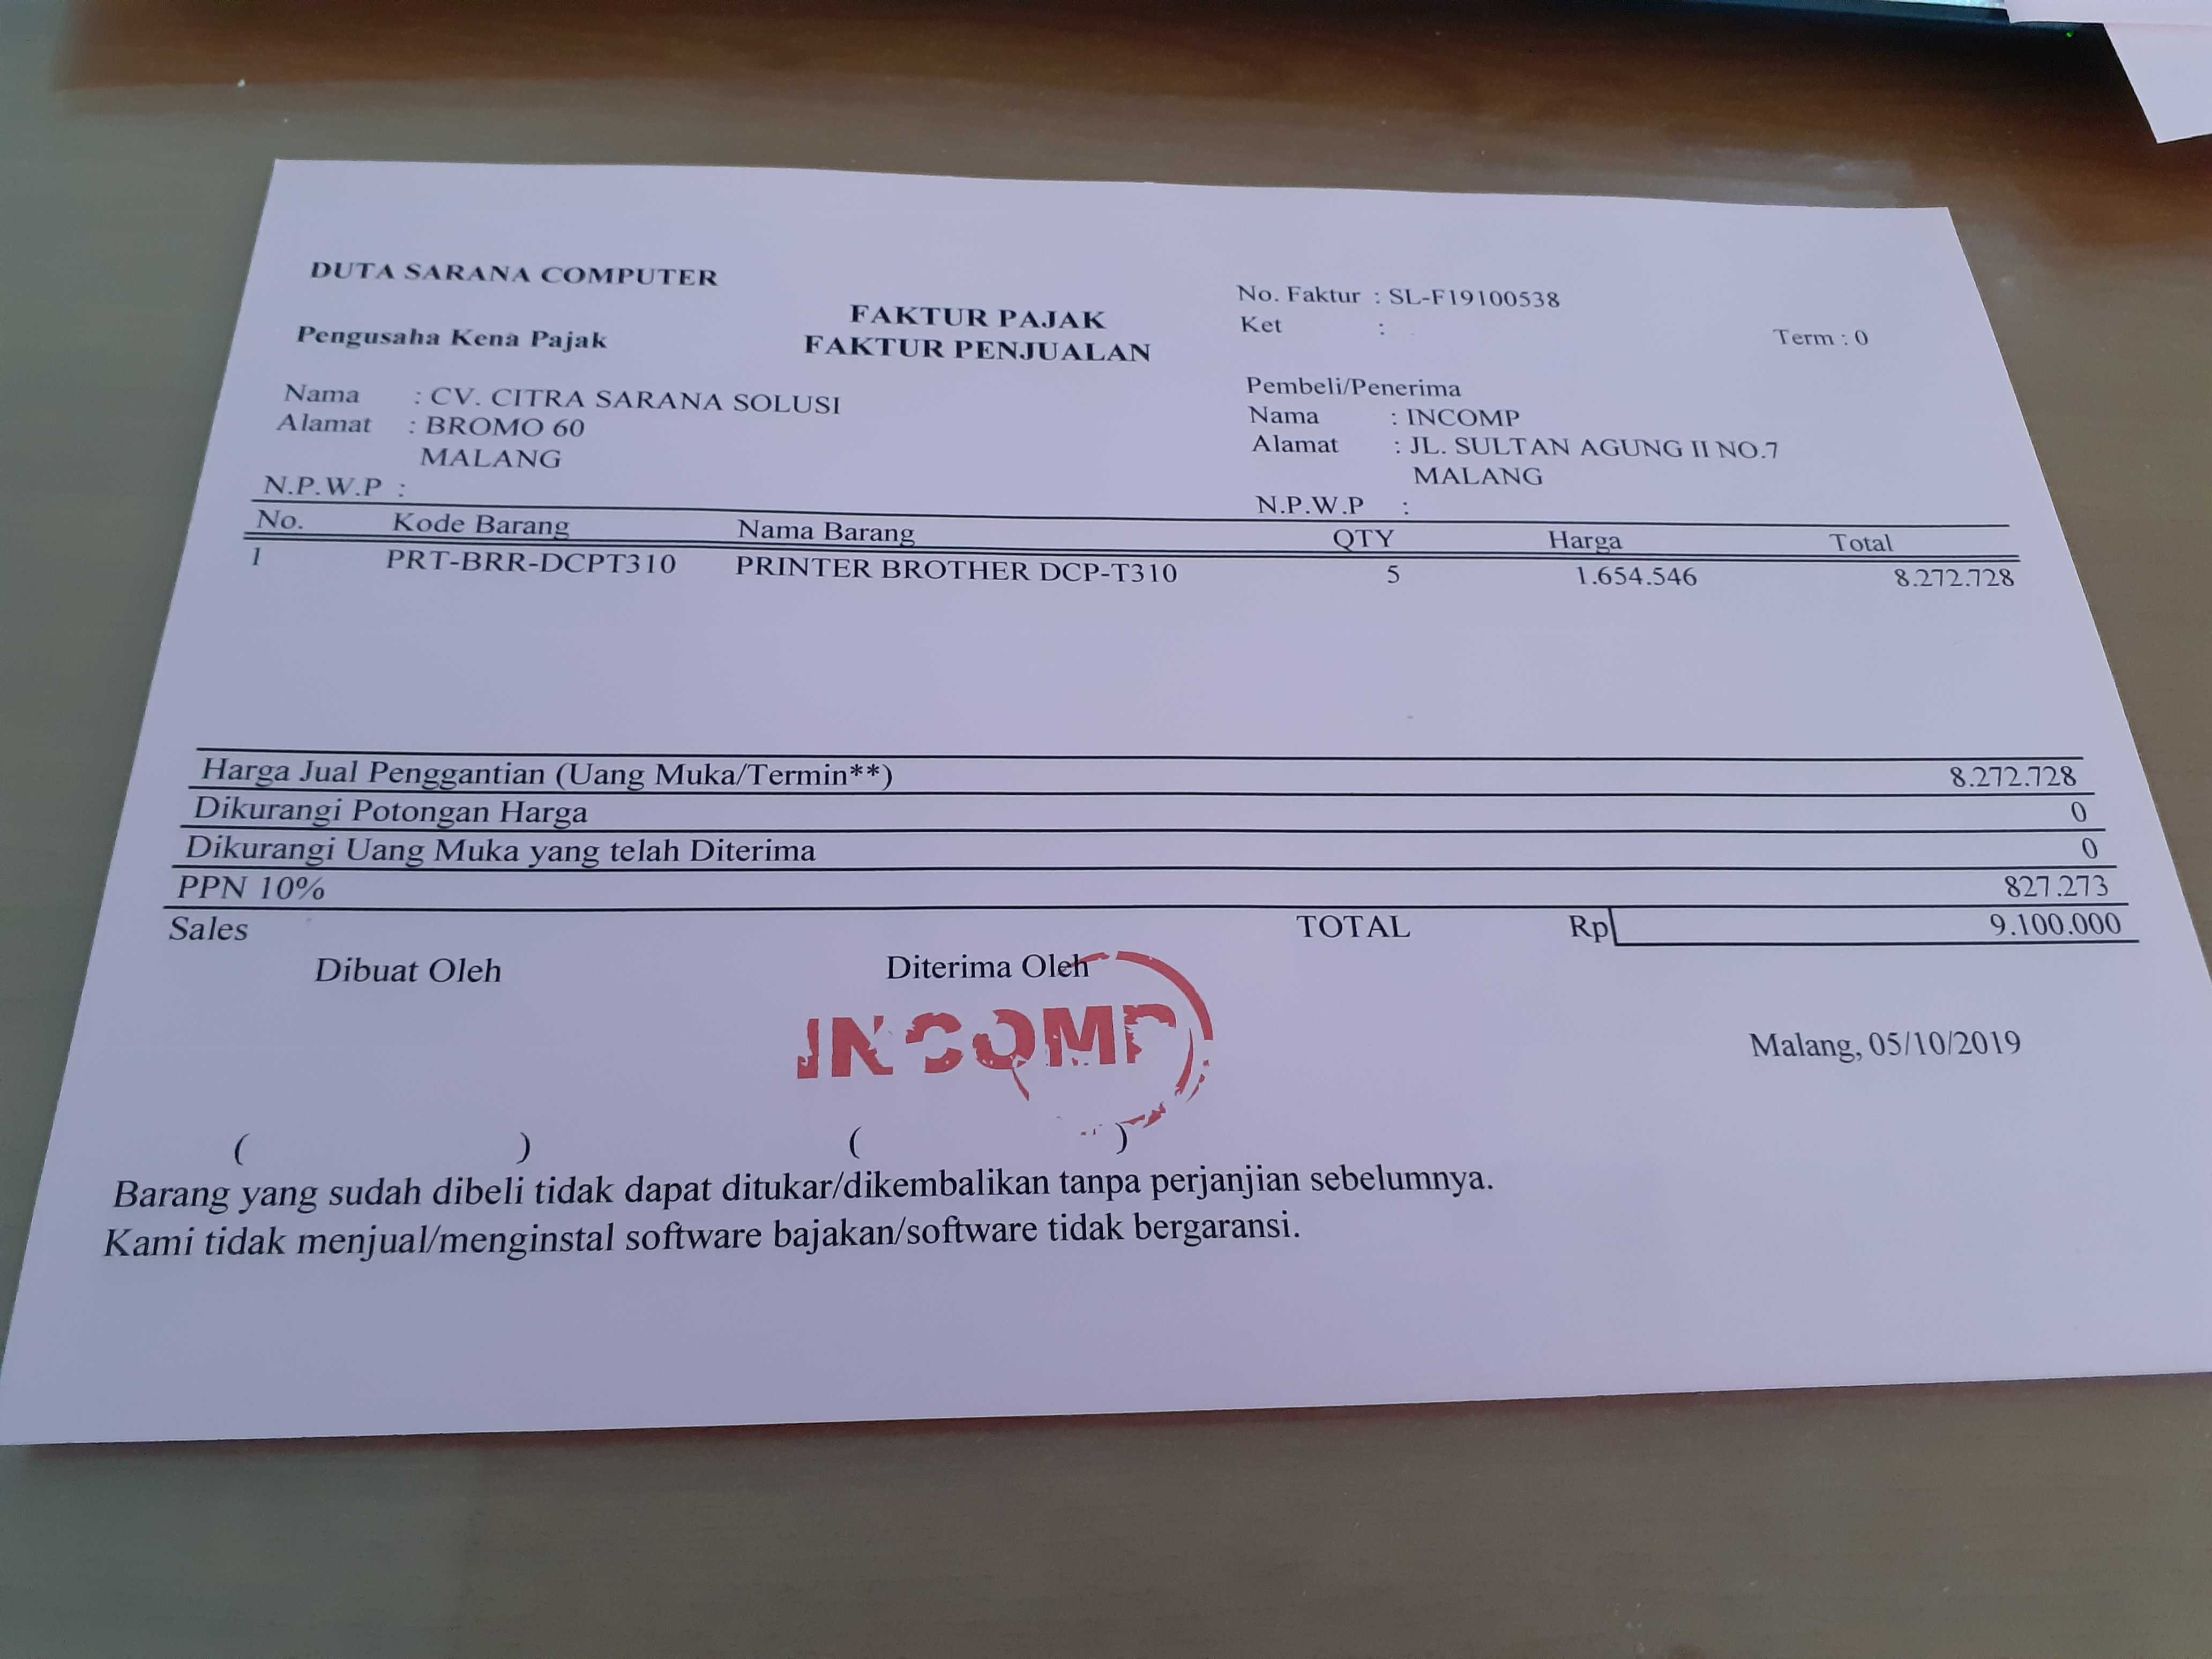 DUTA SARANA COMPUTER
Pengusaha Kena Pajak
FAKTUR PAJAK
FAKTUR PENJUALAN
No. Faktur : SL-F19100538
Ket :
Term : 0
Nama : CV. CITRA SARANA SOLUSI
Alamat : BROMO 60
MALANG
N.P.W.P :
Pembeli/Penerima
Nama : INCOMP
Alamat : JL. SULTAN AGUNG II NO.7
MALANG
N.P.W.P :
No. Kode Barang Nama Barang QTY Harga Total
1 PRT-BRR-DCPT310 PRINTER BROTHER DCP-T310 5 1.654.546 8.272.728
Harga Jual Penggantian (Uang Muka/Termin**) 8.272.728
Dikurangi Potongan Harga 0
Dikurangi Uang Muka yang telah Diterima 0
PPN 10% 827.273
Sales TOTAL Rp 9.100.000
Dibuat Oleh Diterima Oleh
INCOMP
Malang, 05/10/2019
( ) ( )
Barang yang sudah dibeli tidak dapat ditukar/dikembalikan tanpa perjanjian sebelumnya.
Kami tidak menjual/menginstal software bajakan/software tidak bergaransi.